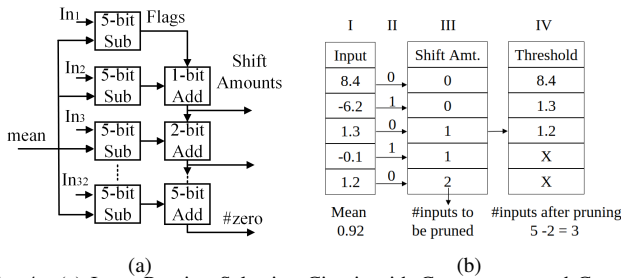 In1
5-bit
Sub
Flags
In2
5-bit
Sub
1-bit
Add
Shift
Amounts
mean
In3
5-bit
Sub
2-bit
Add
In32
5-bit
Sub
5-bit
Add
#zero
(a)
I II III IV
Input Shift Amt. Threshold
8.4 0 0 8.4
-6.2 1 0 1.3
1.3 0 1 1.2
-0.1 1 1 X
1.2 0 2 X
Mean
0.92
#inputs to
be pruned
#inputs after pruning
5 -2 = 3
(b)